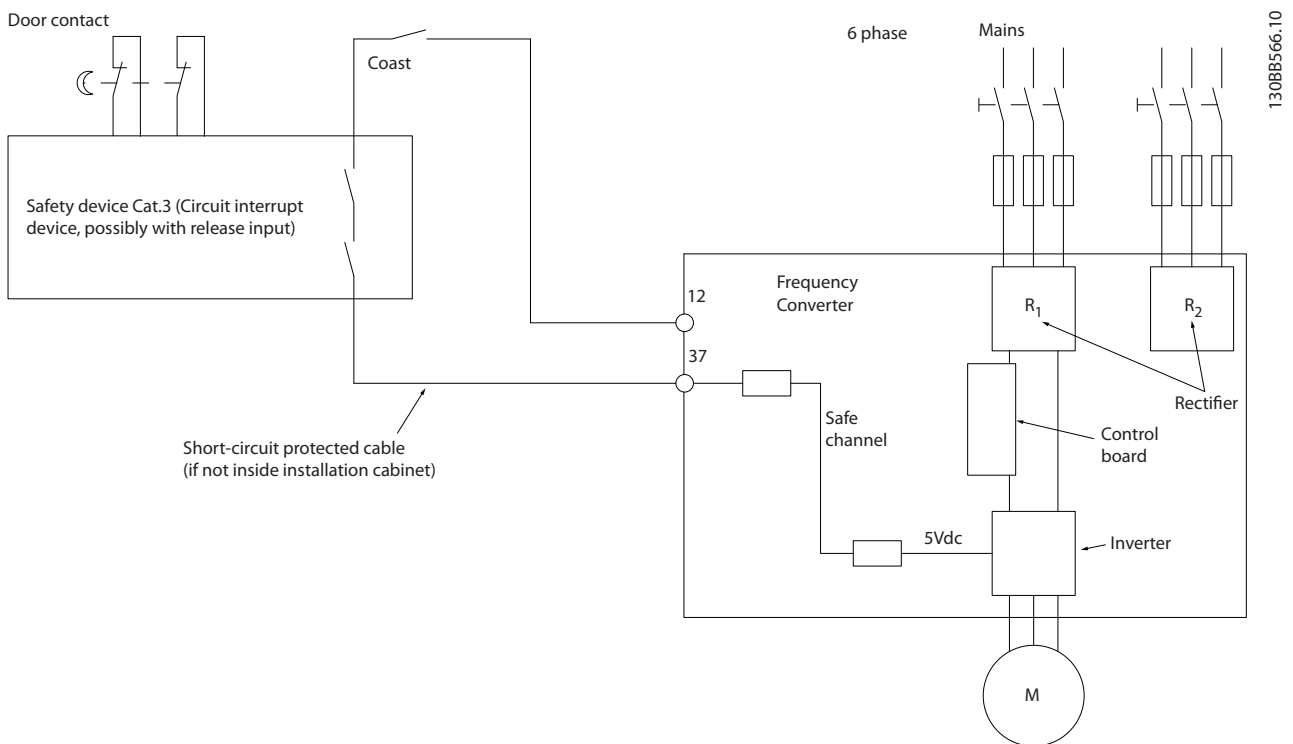 Door contact
Coast
6 phase
Mains
130BB566.10
Safety device Cat.3 (Circuit interrupt
device, possibly with release input)
12
37
Frequency
Converter
R1
R2
Rectifier
Safe
channel
Control
board
Short-circuit protected cable
(if not inside installation cabinet)
5Vdc
Inverter
M